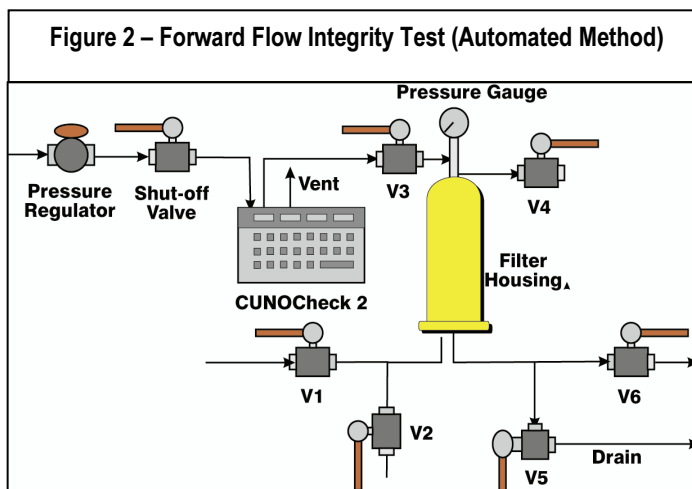 Figure 2 – Forward Flow Integrity Test (Automated Method)
Pressure Gauge
Pressure
Regulator
Shut-off
Valve
Vent
V3
V4
CUNOCheck 2
Filter
Housing
V1
V2
V6
V5
Drain